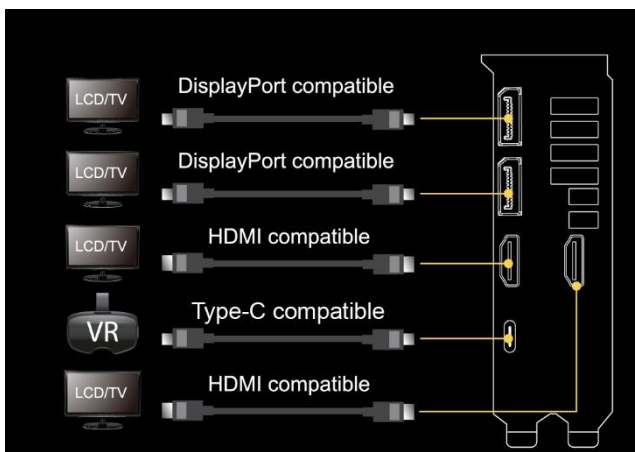 LCD/TV
DisplayPort compatible
LCD/TV
DisplayPort compatible
LCD/TV
HDMI compatible
VR
Type-C compatible
LCD/TV
HDMI compatible